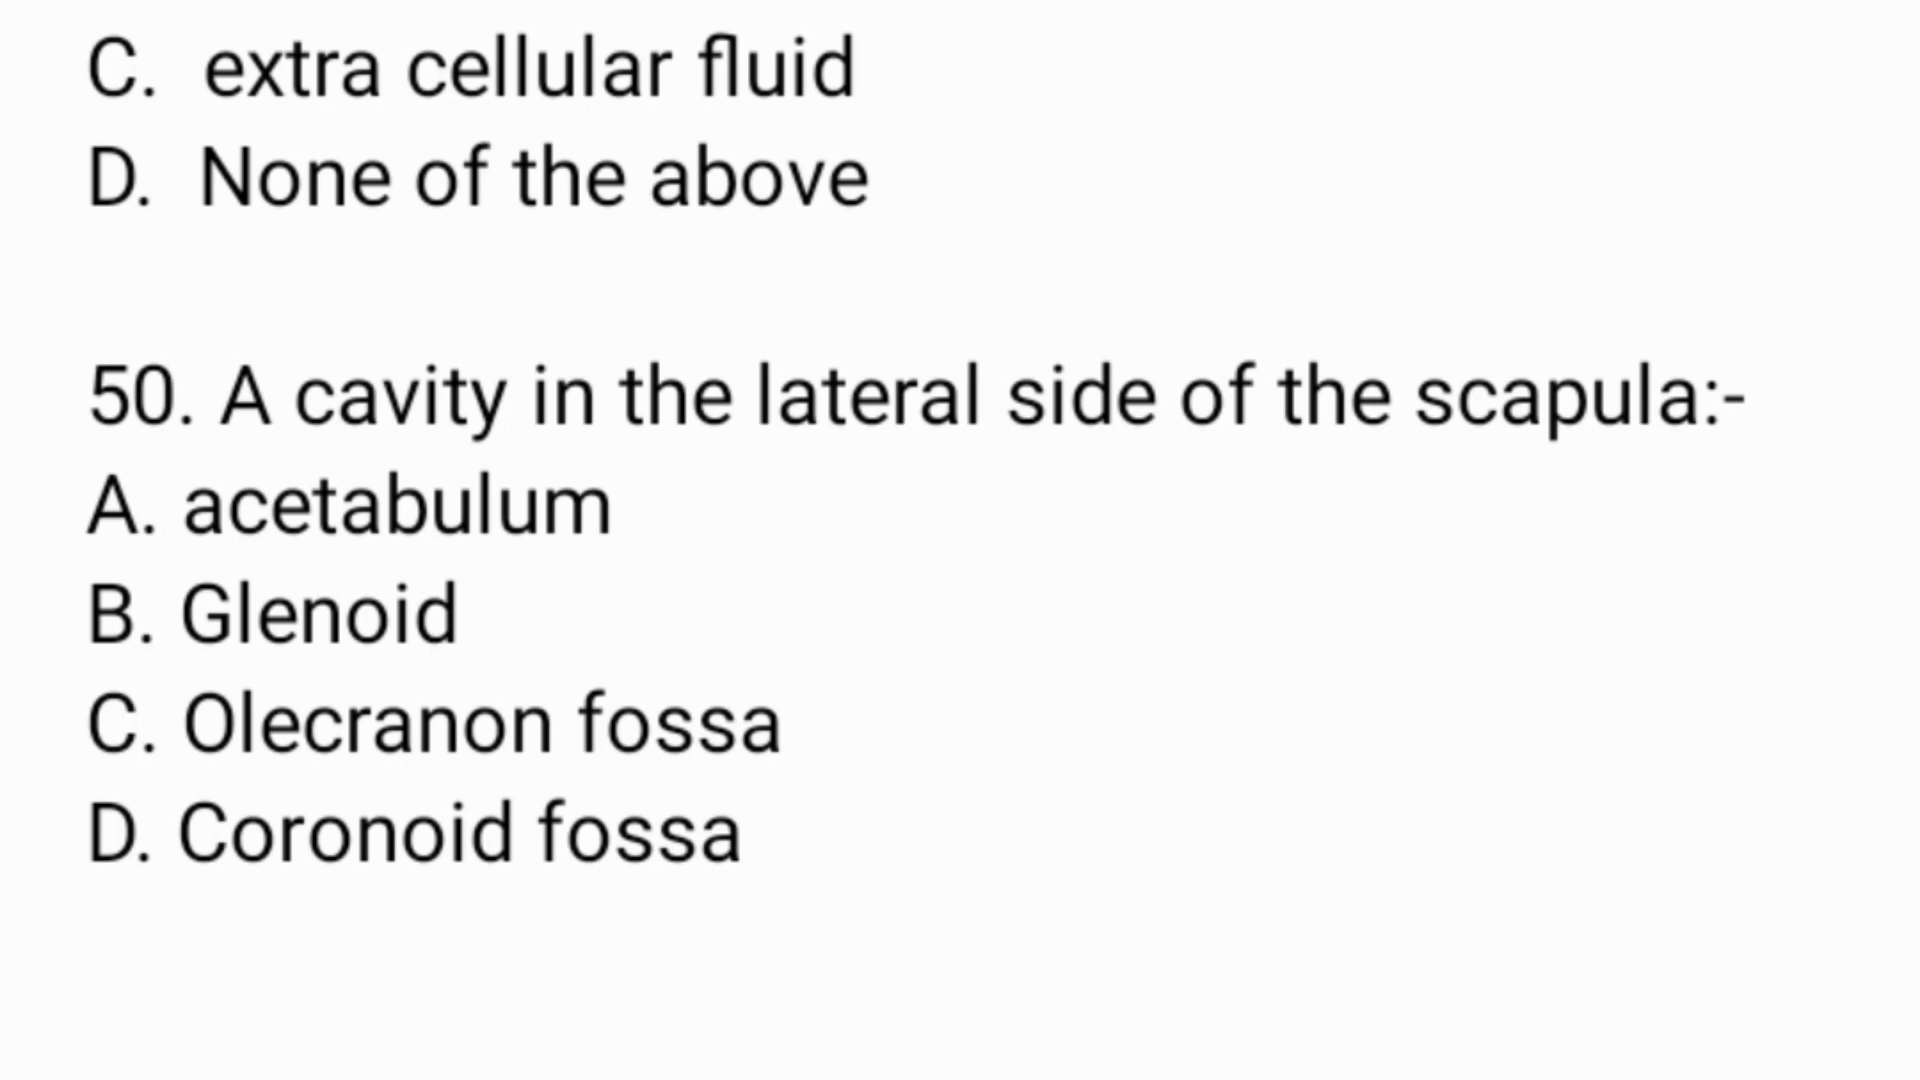 C. extra cellular fluid
D. None of the above
50. A cavity in the lateral side of the scapula:-
A. acetabulum
B. Glenoid
C. Olecranon fossa
D. Coronoid fossa